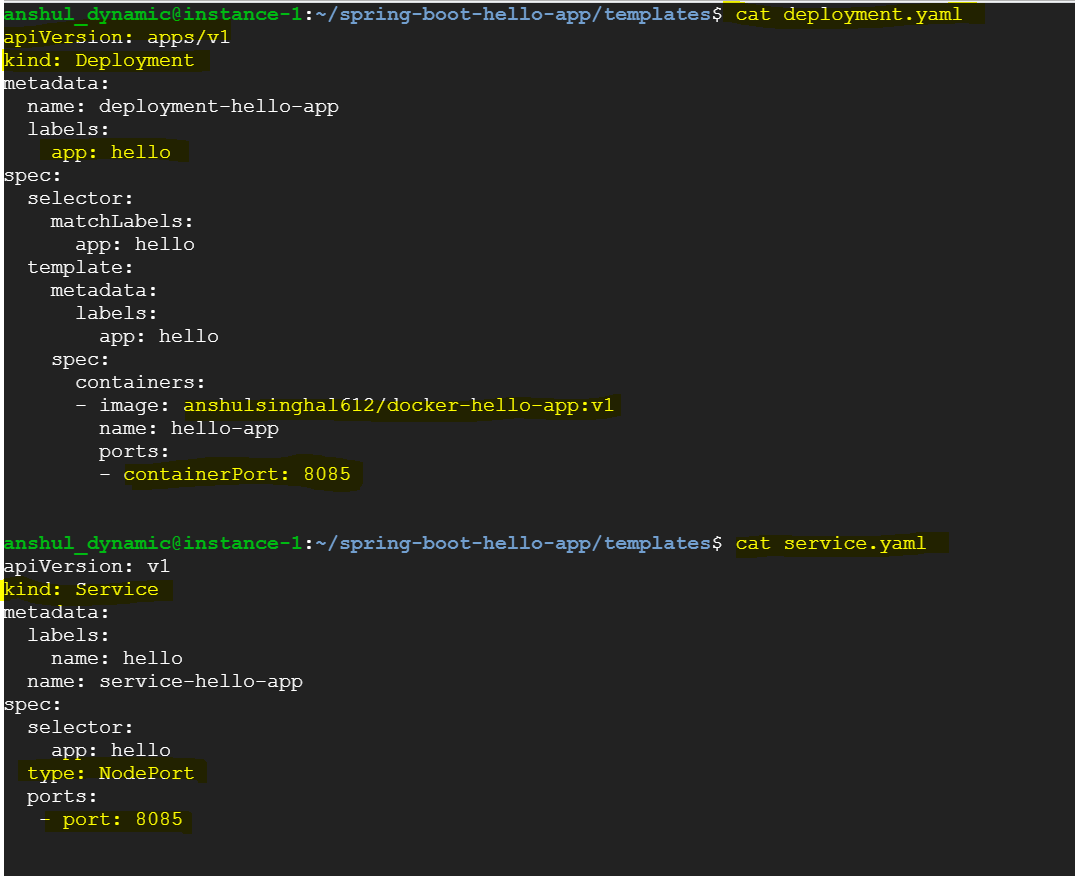 anshul_dynamic@instance-1:~/spring-boot-hello-app/templates$ cat deployment.yaml
apiVersion: apps/v1
kind: Deployment
metadata:
  name: deployment-hello-app
  labels:
    app: hello
spec:
  selector:
    matchLabels:
      app: hello
  template:
    metadata:
      labels:
        app: hello
    spec:
      containers:
      - image: anshulsinghal612/docker-hello-app:v1
        name: hello-app
        ports:
        - containerPort: 8085
anshul_dynamic@instance-1:~/spring-boot-hello-app/templates$ cat service.yaml
apiVersion: v1
kind: Service
metadata:
  labels:
    name: hello
  name: service-hello-app
spec:
  selector:
    app: hello
  type: NodePort
  ports:
   - port: 8085